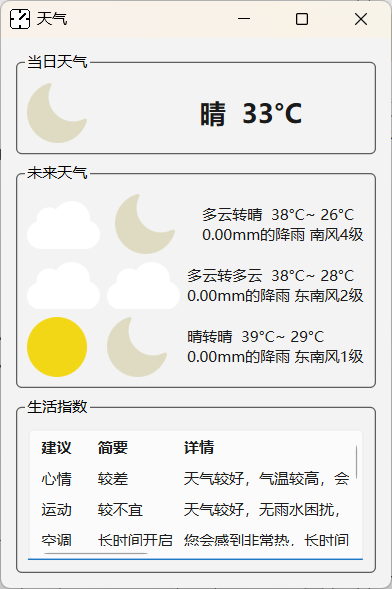 天气
当日天气
晴 33°C
未来天气
多云转晴 38°C~ 26°C
0.00mm的降雨 南风4级
多云转多云 38°C~ 28°C
0.00mm的降雨 东南风2级
晴转晴 39°C~ 29°C
0.00mm的降雨 东南风1级
生活指数
建议 简要 详情
心情 较差 天气较好，气温较高，会
运动 较不宜 天气较好，无雨水困扰，
空调 长时间开启 您会感到非常热，长时间